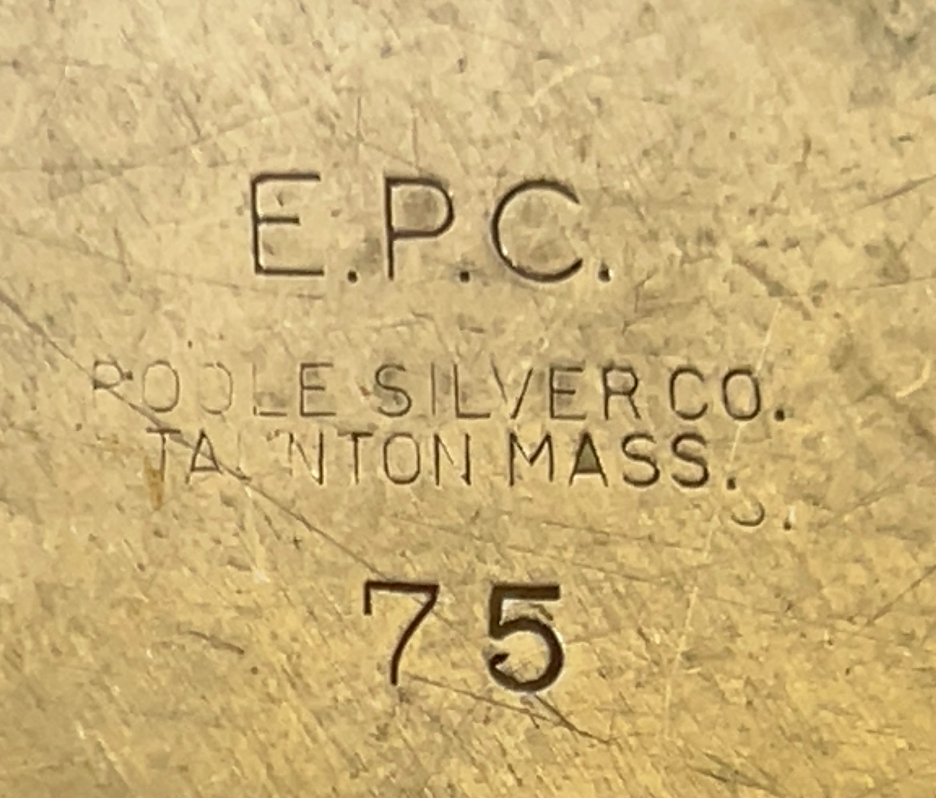 E.P.C.
POOLE SILVER CO.
TAUNTON MASS.
75